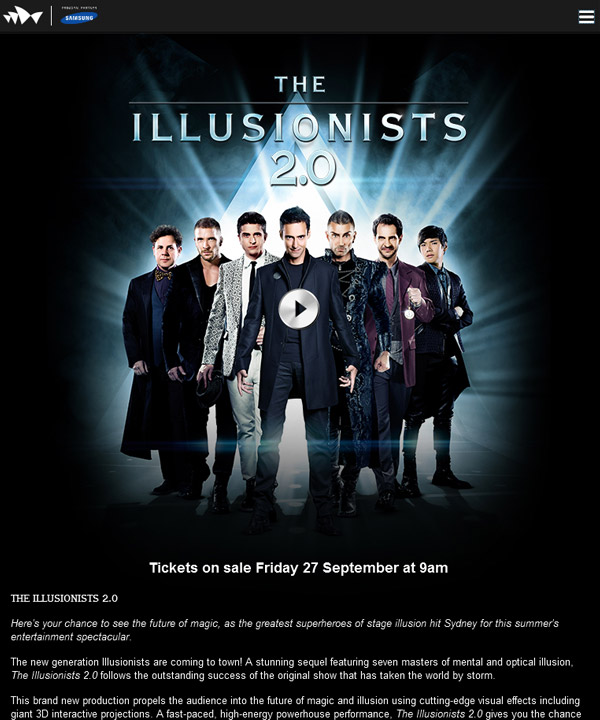 PRESENTING PARTNER
SAMSUNG
THE
ILLUSIONISTS
2.0
Tickets on sale Friday 27 September at 9am
THE ILLUSIONISTS 2.0
Here's your chance to see the future of magic, as the greatest superheroes of stage illusion hit Sydney for this summer's
entertainment spectacular.
The new generation Illusionists are coming to town! A stunning sequel featuring seven masters of mental and optical illusion,
The Illusionists 2.0 follows the outstanding success of the original show that has taken the world by storm.
This brand new production propels the audience into the future of magic and illusion using cutting-edge visual effects including
giant 3D interactive projections. A fast-paced, high-energy powerhouse performance, The Illusionists 2.0 gives you the chance